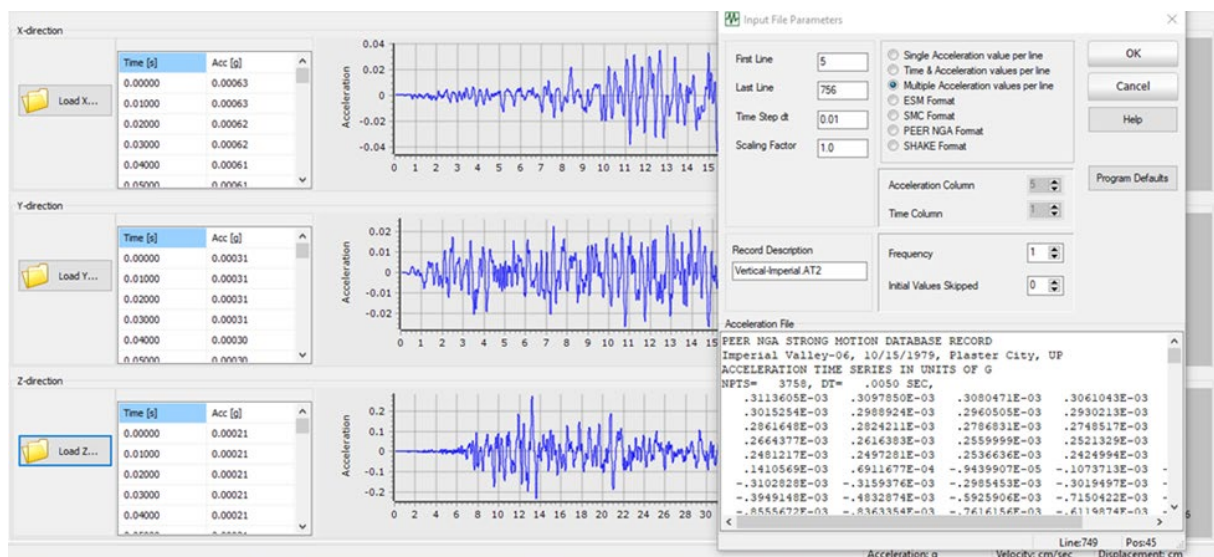 X-direction
Load X...
Time [s] Acc [g]
0.00000 0.00063
0.01000 0.00063
0.02000 0.00062
0.03000 0.00062
0.04000 0.00061
0.05000 0.00061
Acceleration
0.04
0.02
0
-0.02
-0.04
0 1 2 3 4 5 6 7 8 9 10 11 12 13 14 15
Y-direction
Load Y...
Time [s] Acc [g]
0.00000 0.00031
0.01000 0.00031
0.02000 0.00031
0.03000 0.00031
0.04000 0.00030
0.05000 0.00030
Acceleration
0.02
0.01
0
-0.01
-0.02
0 1 2 3 4 5 6 7 8 9 10 11 12 13 14 15
Z-direction
Load Z...
Time [s] Acc [g]
0.00000 0.00021
0.01000 0.00021
0.02000 0.00021
0.03000 0.00021
0.04000 0.00021
Acceleration
0.2
0.1
0
-0.1
-0.2
0 2 4 6 8 10 12 14 16 18 20 22 24 26 28 30
Input File Parameters
First Line 5
Last Line 756
Time Step dt 0.01
Scaling Factor 1.0
Single Acceleration value per line
Time & Acceleration values per line
Multiple Acceleration values per line
ESM Format
SMC Format
PEER NGA Format
SHAKE Format
OK
Cancel
Help
Program Defaults
Acceleration Column 5
Time Column 1
Record Description
Vertical-Imperial.AT2
Frequency 1
Initial Values Skipped 0
Acceleration File
PEER NGA STRONG MOTION DATABASE RECORD
Imperial Valley-06, 10/15/1979, Plaster City, UP
ACCELERATION TIME SERIES IN UNITS OF G
NPTS= 3758, DT= .0050 SEC,
.3113605E-03 .3097850E-03 .3080471E-03 .3061043E-03
.3015254E-03 .2988924E-03 .2960505E-03 .2930213E-03
.2861648E-03 .2824211E-03 .2786831E-03 .2748517E-03
.2664377E-03 .2616383E-03 .2559999E-03 .2521329E-03
.2481217E-03 .2497281E-03 .2536636E-03 .2424994E-03
.1410569E-03 .6911677E-04 -.9439907E-05 -.1073713E-03 -
-.3102828E-03 -.3159376E-03 -.2985453E-03 -.3019497E-03 -
-.3949148E-03 -.4832874E-03 -.5925906E-03 -.7150422E-03 -
-.8555672E-03 -.8363354E-03 -.7616156E-03 -.6119874E-03 -
Line:749 Pos:45
Acceleration: g Velocity: cm/sec Displacement: cm